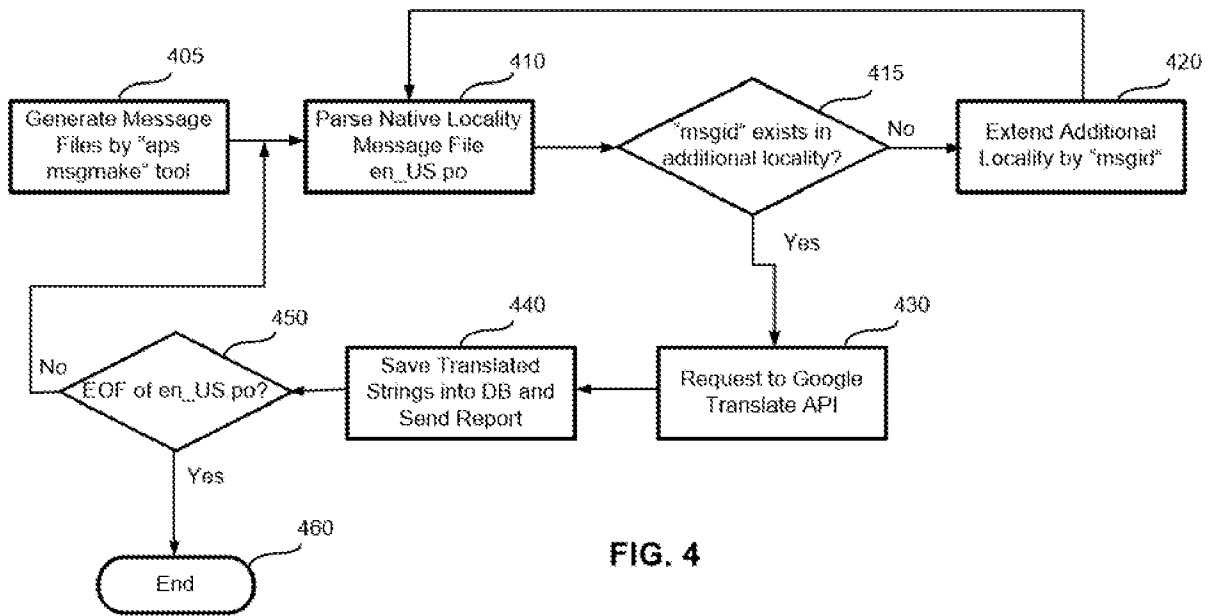 405
Generate Message
Files by "aps
msgmake" tool
410
Parse Native Locality
Message File
en_US.po
415
"msgid" exists in
additional locality?
No
Yes
420
Extend Additional
Locality by "msgid"
430
Request to Google
Translate API
440
Save Translated
Strings into DB and
Send Report
450
EOF of en_US.po?
No
Yes
460
End
FIG. 4